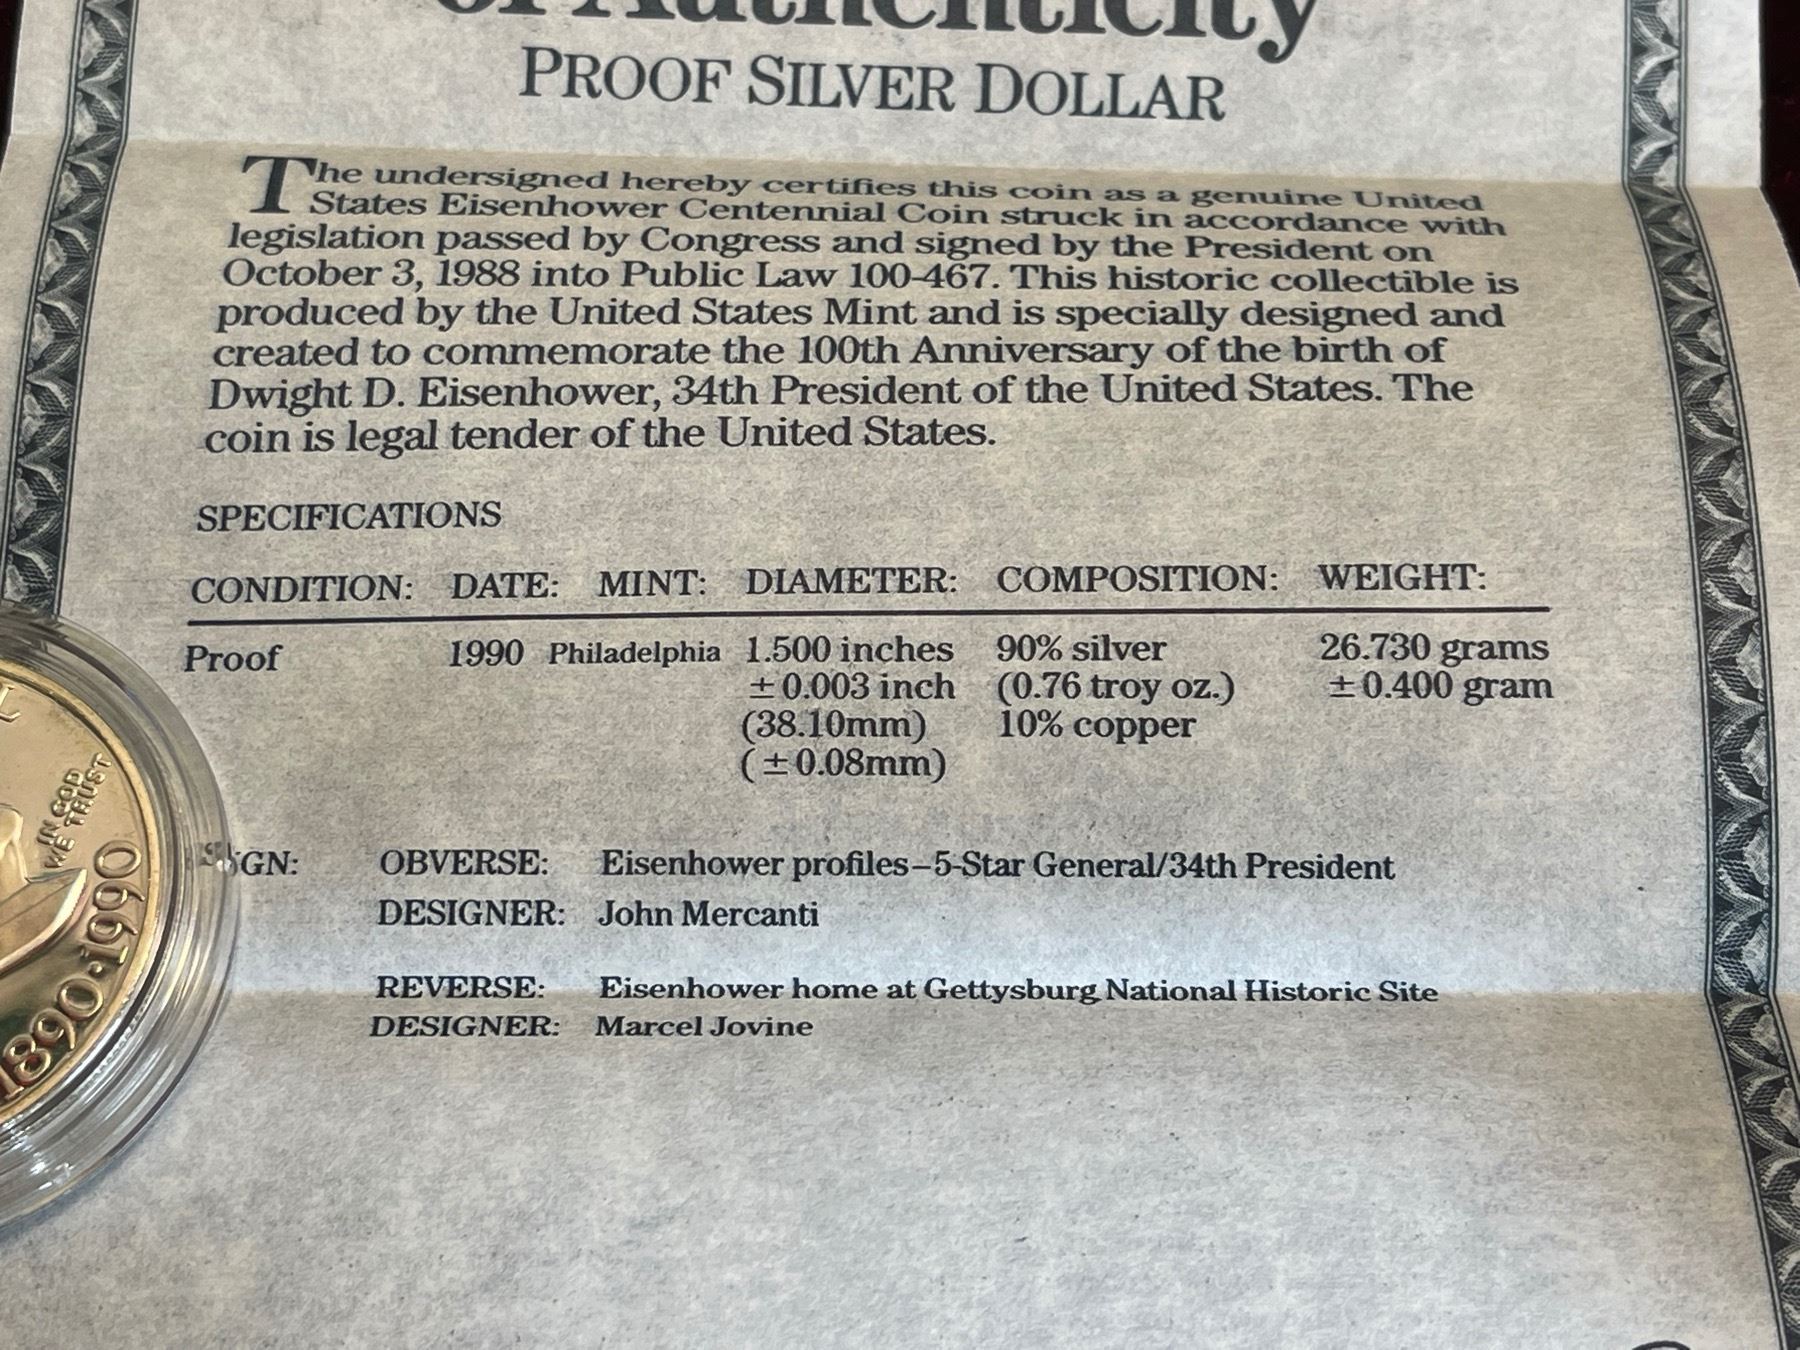 of Authenticity
PROOF SILVER DOLLAR
The undersigned hereby certifies this coin as a genuine United
States Eisenhower Centennial Coin struck in accordance with
legislation passed by Congress and signed by the President on
October 3, 1988 into Public Law 100-467. This historic collectible is
produced by the United States Mint and is specially designed and
created to commemorate the 100th Anniversary of the birth of
Dwight D. Eisenhower, 34th President of the United States. The
coin is legal tender of the United States.
SPECIFICATIONS
CONDITION: DATE: MINT: DIAMETER: COMPOSITION: WEIGHT:
Proof 1990 Philadelphia 1.500 inches 90% silver 26.730 grams
±0.003 inch (0.76 troy oz.) ±0.400 gram
(38.10mm) 10% copper
(±0.08mm)
L
IN GOD
WE TRUST
1890·1990
GN: OBVERSE: Eisenhower profiles–5-Star General/34th President
DESIGNER: John Mercanti
REVERSE: Eisenhower home at Gettysburg National Historic Site
DESIGNER: Marcel Jovine